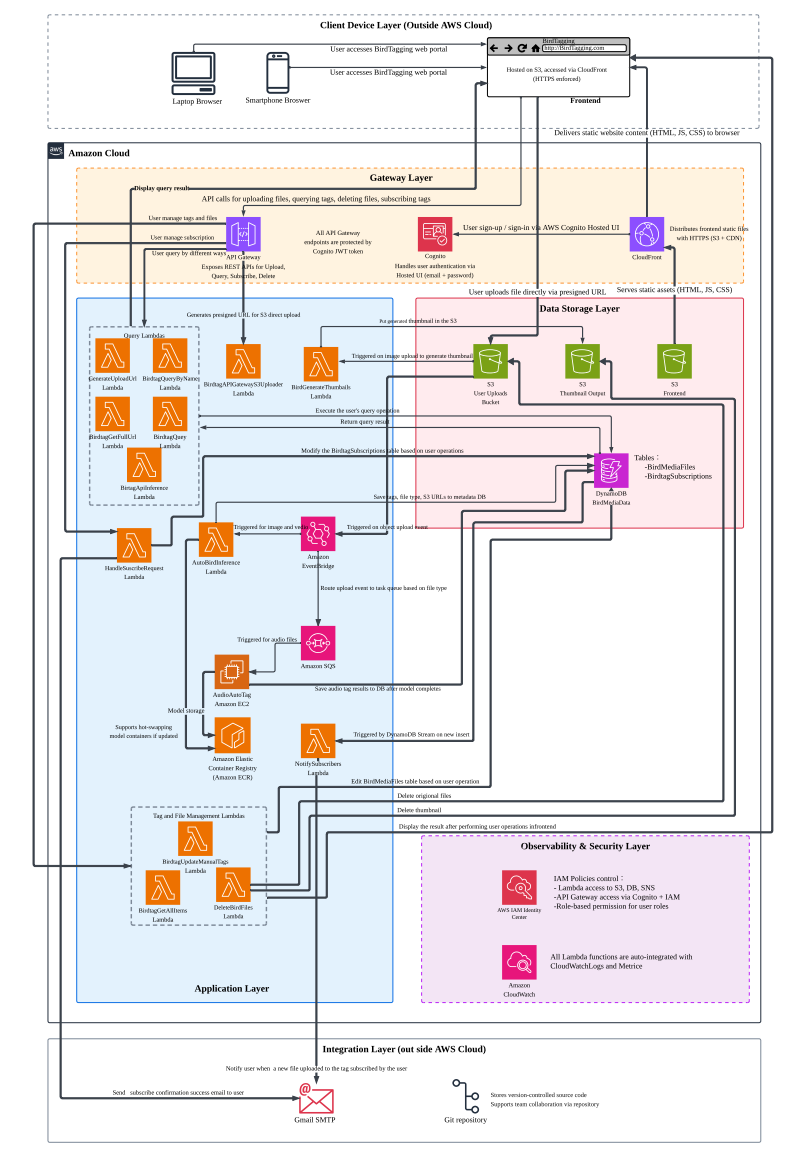 Client Device Layer (Outside AWS Cloud)
BirdTagging
http://BirdTagging.com
User accesses BirdTagging web portal
Hosted on S3, accessed via CloudFront
(HTTPS enforced)
User accesses BirdTagging web portal
Laptop Browser
Smartphone Broswer
Frontend
Delivers static website content (HTML, JS, CSS) to browser
aws
Amazon Cloud
Gateway Layer
Display query result
API calls for uploading files, querying tags, deleting files, subscribing tags
User manage tags and files
User manage subscription
User query by different ways
API Gateway
Exposes REST APIs for Upload,
Query, Subscribe, Delete
All API Gateway
endpoints are protected by
Cognito JWT token
Cognito
Handles user authentication via
Hosted UI (email + password)
User sign-up / sign-in via AWS Cognito Hosted UI
CloudFront
Distributes frontend static files
with HTTPS (S3 + CDN)
User uploads file directly via presigned URL
Serves static assets (HTML, JS, CSS)
Data Storage Layer
Generates presigned URL for S3 direct upload
Put generated thumbnail in the S3
Query Lambdas
GenerateUploadUrl
Lambda
BirdtagQueryByName
Lambda
BirdtagAPIGatewayS3Uploader
Lambda
BirdGenerateThumbails
Lambda
Triggered on image upload to generate thumbnail
S3
User Uploads
Bucket
S3
Thumbnail Output
S3
Frontend
Execute the user's query operation
Return query result
BirdtagGetFullUrl
Lambda
BirdtagQuey
Lambda
BirtagApiInference
Lambda
Modify the BirdtagSubscriptions table based on user operations
Tables：
-BirdMediaFiles
-BirdtagSubscriptions
DynamoDB
BirdMediaData
Save tags, file type, S3 URLs to metadata DB
Triggered for image and vedio
Triggered on object upload event
HandleSuscribeRequest
Lambda
AutoBirdInference
Lambda
Amazon
EventBridge
Route upload event to task queue based on file type
Triggered for audio files
Amazon SQS
AudioAutoTag
Amazon EC2
Save audio tag results to DB after model completes
Model storage
Supports hot-swapping
model containers if updated
Amazon Elastic
Container Registry
(Amazon ECR)
Triggered by DynamoDB Stream on new insert
NotifySubscribers
Lambda
Edit BirdMediaFiles table based on user operation
Delete origional files
Delete thumbnail
Display the result after performing user operations infrontend
Tag and File Management Lambdas
BirdtagUpdateManualTags
Lambda
BirdtagGetAllItems
Lambda
DeleteBirdFiles
Lambda
Observability & Security Layer
AWS IAM Identity
Center
IAM Policies control：
- Lambda access to S3, DB, SNS
-API Gateway access via Cognito + IAM
-Role-based permission for user roles
Amazon
CloudWatch
All Lambda functions are auto-integrated with
CloudWatchLogs and Metrice
Application Layer
Integration Layer (out side AWS Cloud)
Notify user when a new file uploaded to the tag subscribed by the user
Send subscribe confirmation success email to user
@
Gmail SMTP
Git repository
Stores version-controlled source code
Supports team collaboration via repository